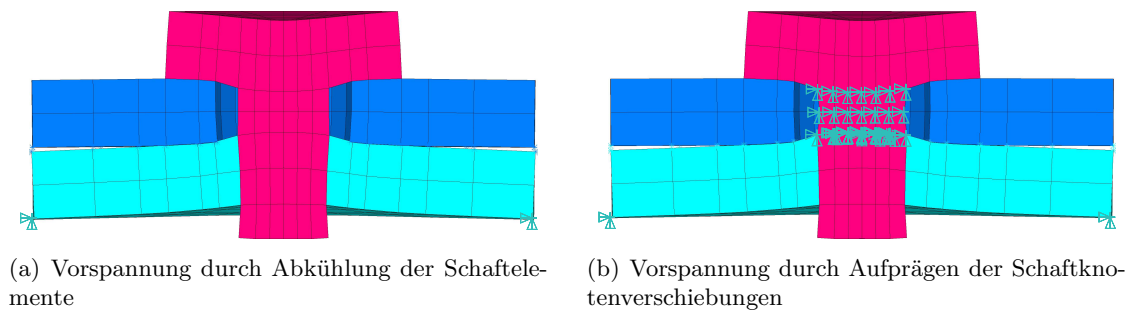 (a) Vorspannung durch Abkühlung der Schaftele-
mente
(b) Vorspannung durch Aufprägen der Schaftkno-
tenverschiebungen